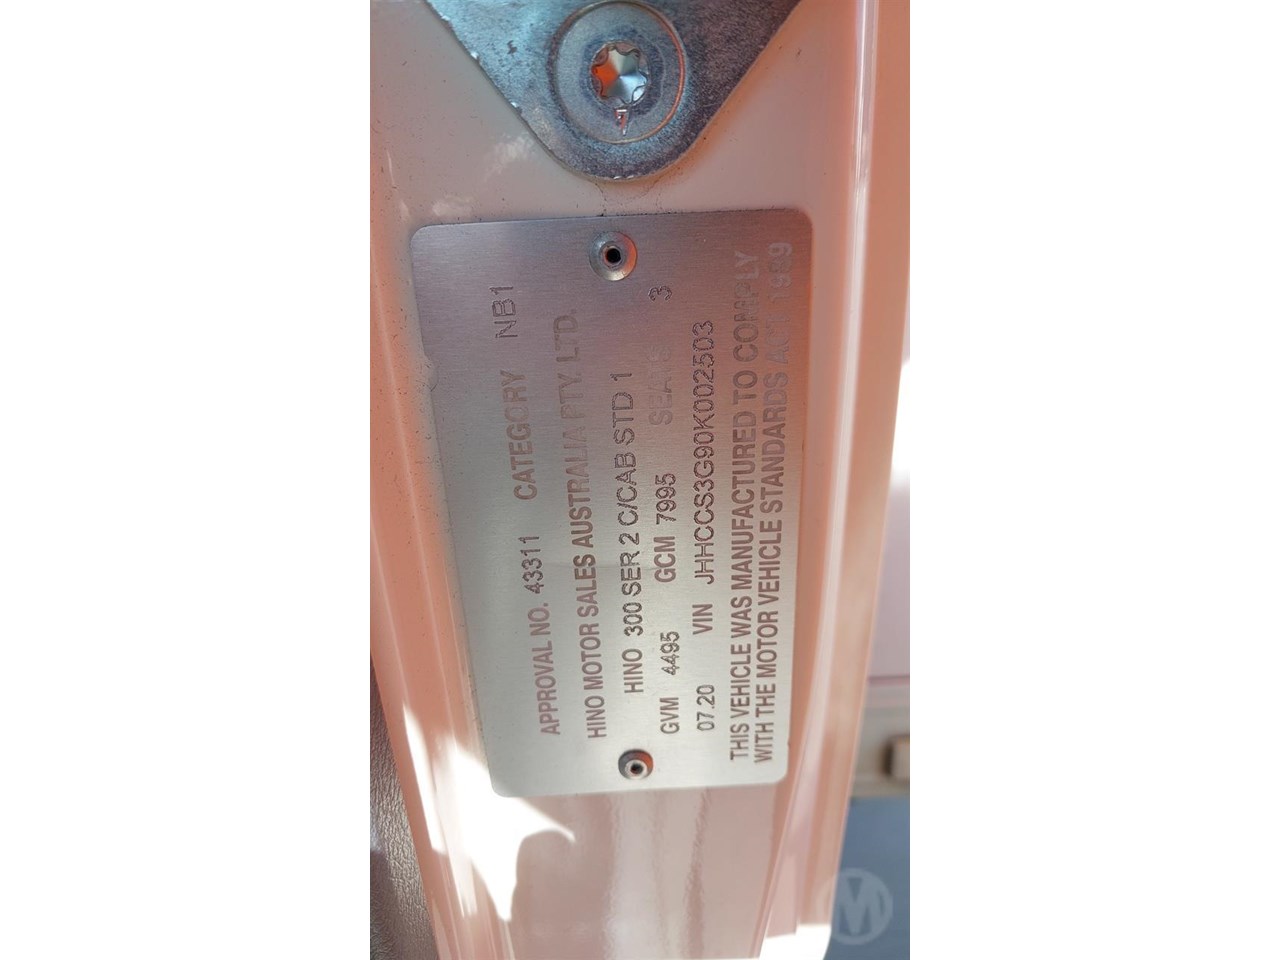 APPROVAL NO. 43311 CATEGORY NB1
HINO MOTOR SALES AUSTRALIA PTY. LTD.
HINO 300 SER 2 C/CAB STD 1
GVM 4495 GCM 7995 SEATS 3
07.20 VIN JHHCCS3G90K002503
THIS VEHICLE WAS MANUFACTURED TO COMPLY
WITH THE MOTOR VEHICLE STANDARDS ACT 1989
M